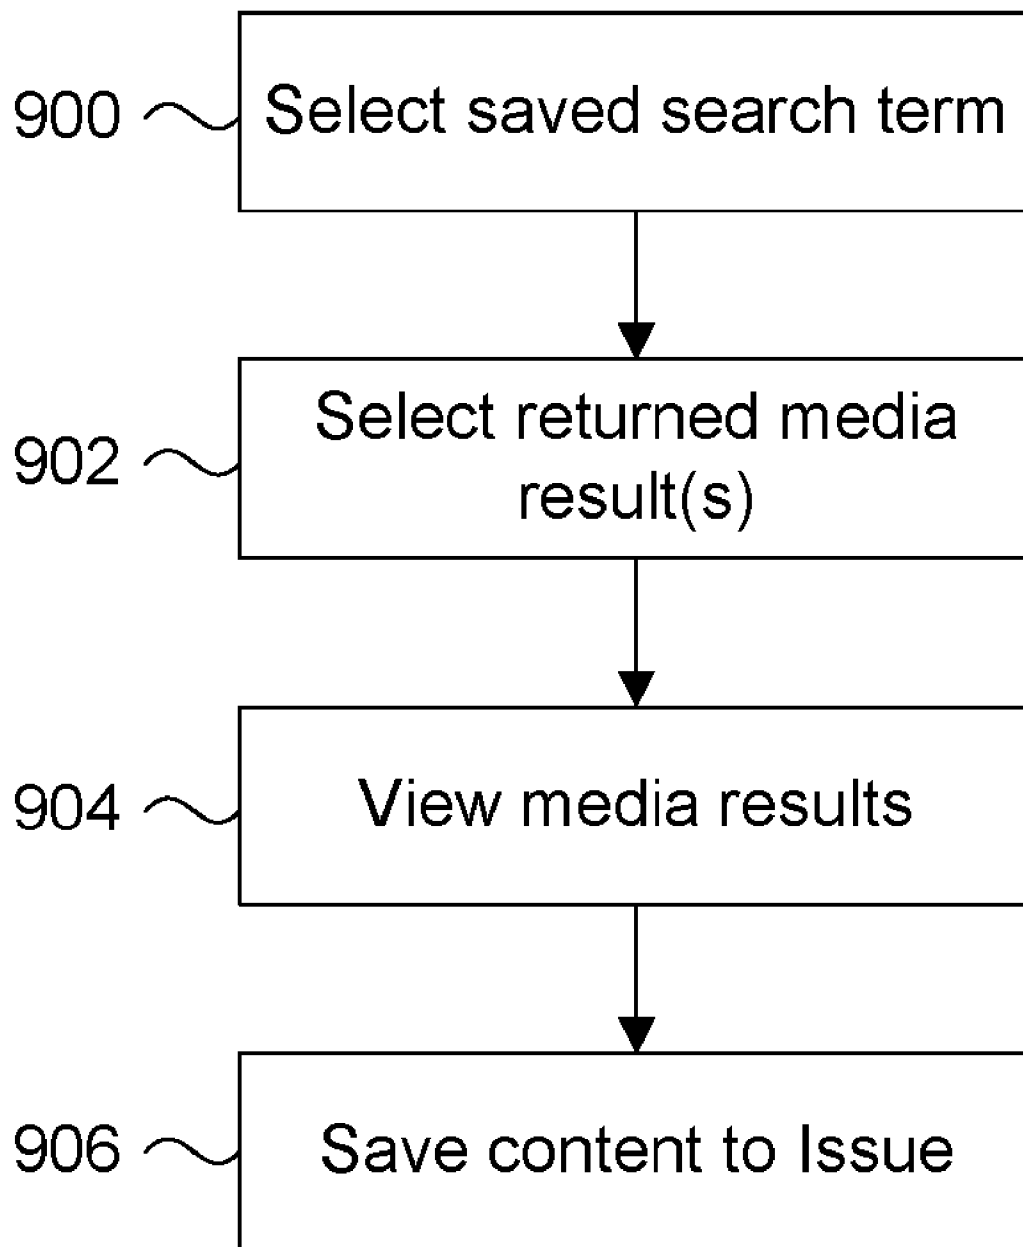 900
Select saved search term
902
Select returned media
result(s)
904
View media results
906
Save content to Issue